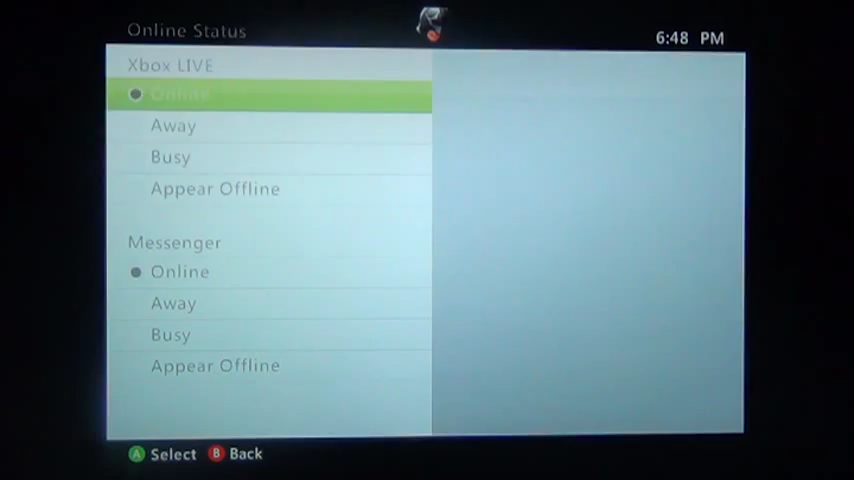 Online Status
6:48 PM
Xbox LIVE
Online
Away
Busy
Appear Offline
Messenger
Online
Away
Busy
Appear Offline
A Select B Back